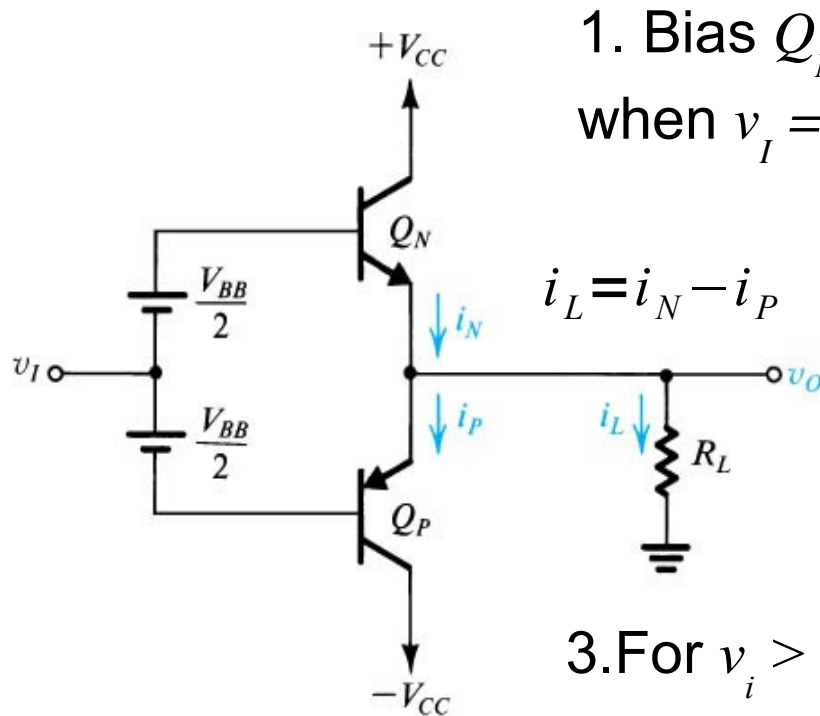 1. Bias Q
when v_I =
+V_CC
Q_N
V_BB
2
i_L=i_N−i_P
i_N
v_I
v_O
V_BB
2
i_P
i_L
R_L
Q_P
3.For v_i >
−V_CC